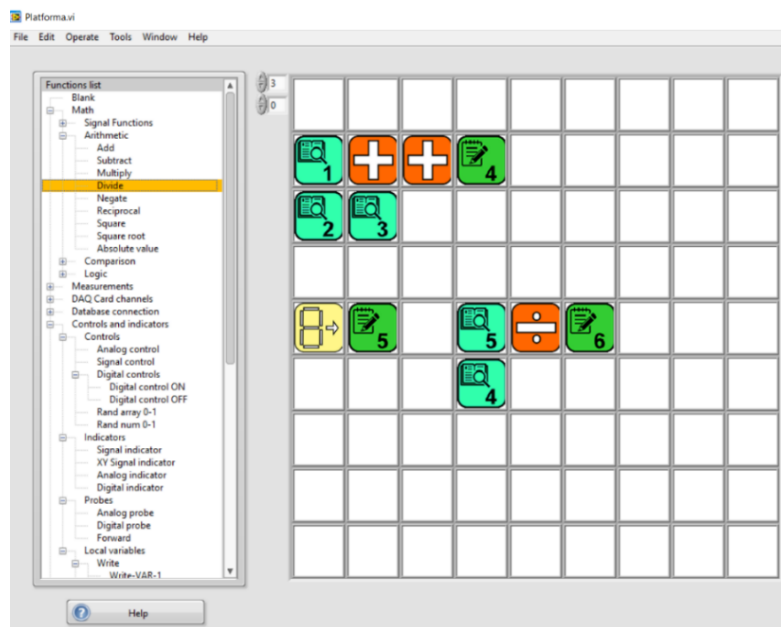 Platforma.vi
File Edit Operate Tools Window Help
Functions list
Blank
Math
Signal Functions
Arithmetic
Add
Subtract
Multiply
Divide
Negate
Reciprocal
Square
Square root
Absolute value
Comparison
Logic
Measurements
DAQ Card channels
Database connection
Controls and indicators
Controls
Analog control
Signal control
Digital controls
Digital control ON
Digital control OFF
Rand array 0-1
Rand num 0-1
Indicators
Signal indicator
XY Signal indicator
Analog indicator
Digital indicator
Probes
Analog probe
Digital probe
Forward
Local variables
Write
Write-VAR-1
Help
3
0
1 4
2 3
5 5 6
4